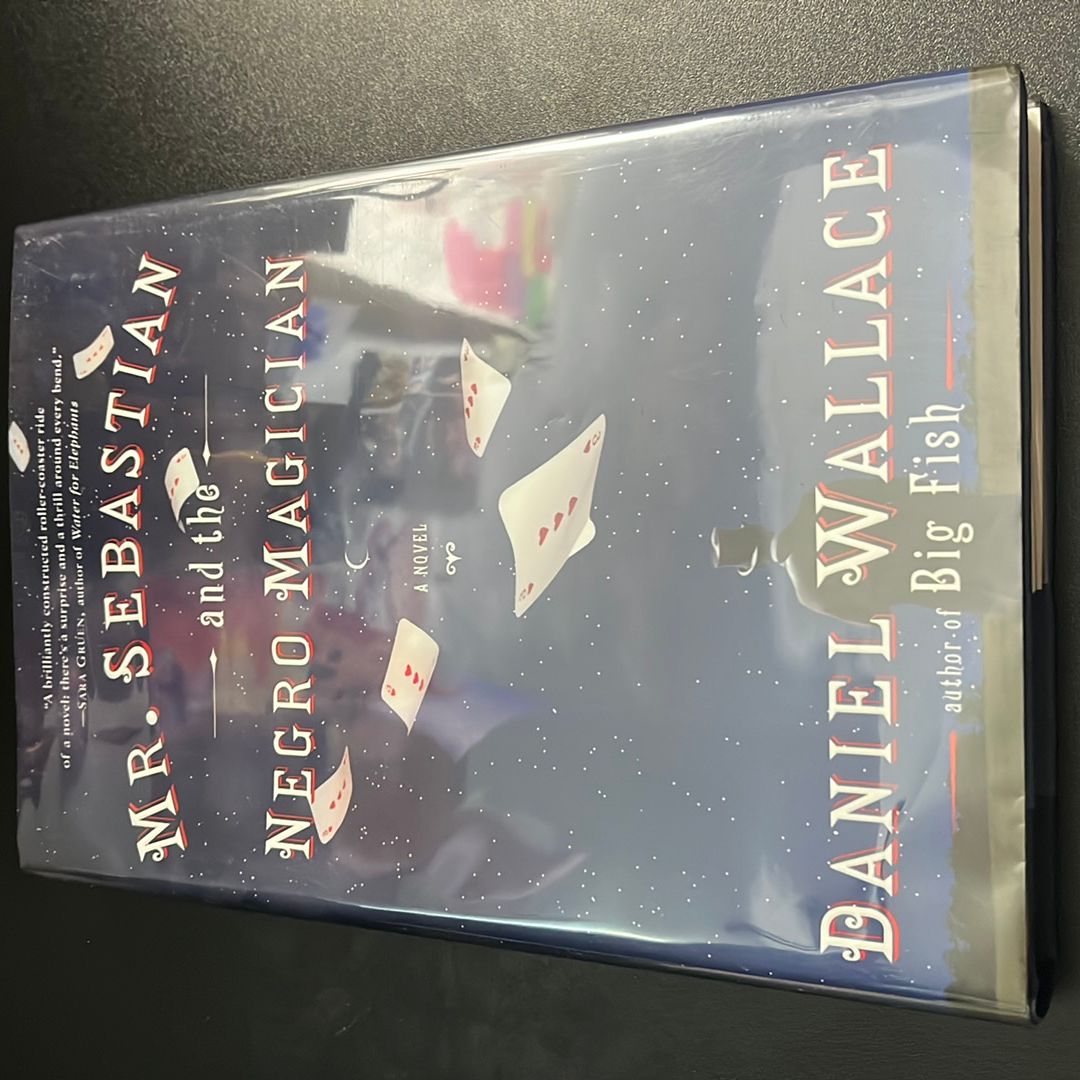 "A brilliantly constructed roller-coaster ride
of a novel: there's a surprise and a thrill around every bend."
—SARA GRUEN, author of Water for Elephants
MR. SEBASTIAN
and the
NEGRO MAGICIAN
A NOVEL
DANIEL WALLACE
author of Big Fish